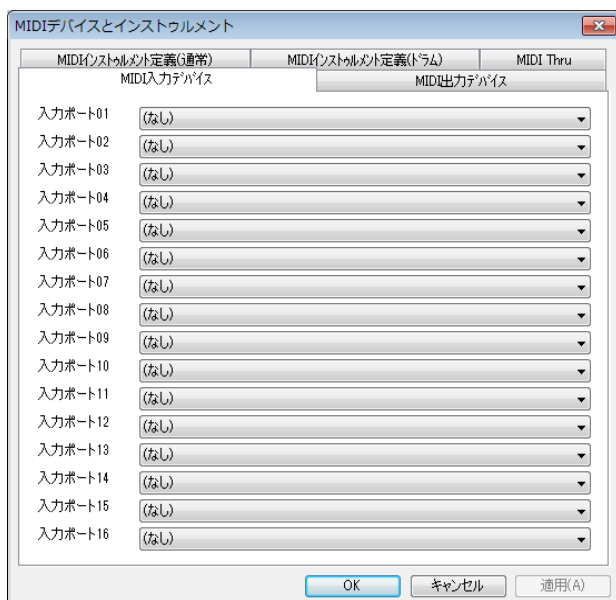 MIDIデバイスとインストゥルメント
MIDIインストゥルメント定義(通常) MIDIインストゥルメント定義(ドラム) MIDI Thru
MIDI入力デバイス MIDI出力デバイス
入力ポート01 (なし)
入力ポート02 (なし)
入力ポート03 (なし)
入力ポート04 (なし)
入力ポート05 (なし)
入力ポート06 (なし)
入力ポート07 (なし)
入力ポート08 (なし)
入力ポート09 (なし)
入力ポート10 (なし)
入力ポート11 (なし)
入力ポート12 (なし)
入力ポート13 (なし)
入力ポート14 (なし)
入力ポート15 (なし)
入力ポート16 (なし)
OK キャンセル 適用(A)